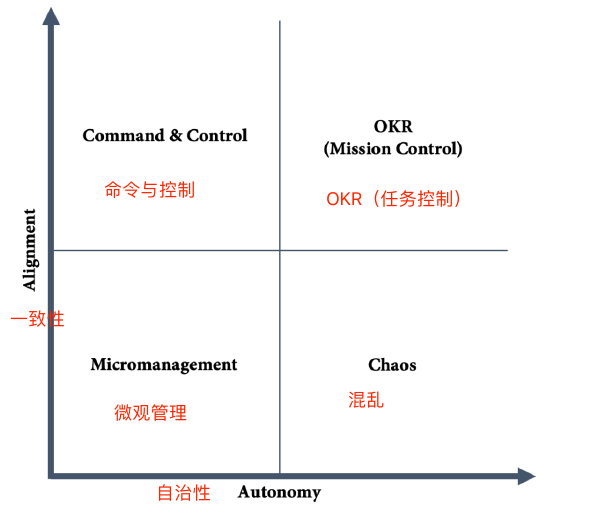 Command & Control
OKR
(Mission Control)
命令与控制
OKR（任务控制）
Alignment
一致性
Micromanagement
Chaos
微观管理
混乱
自治性
Autonomy